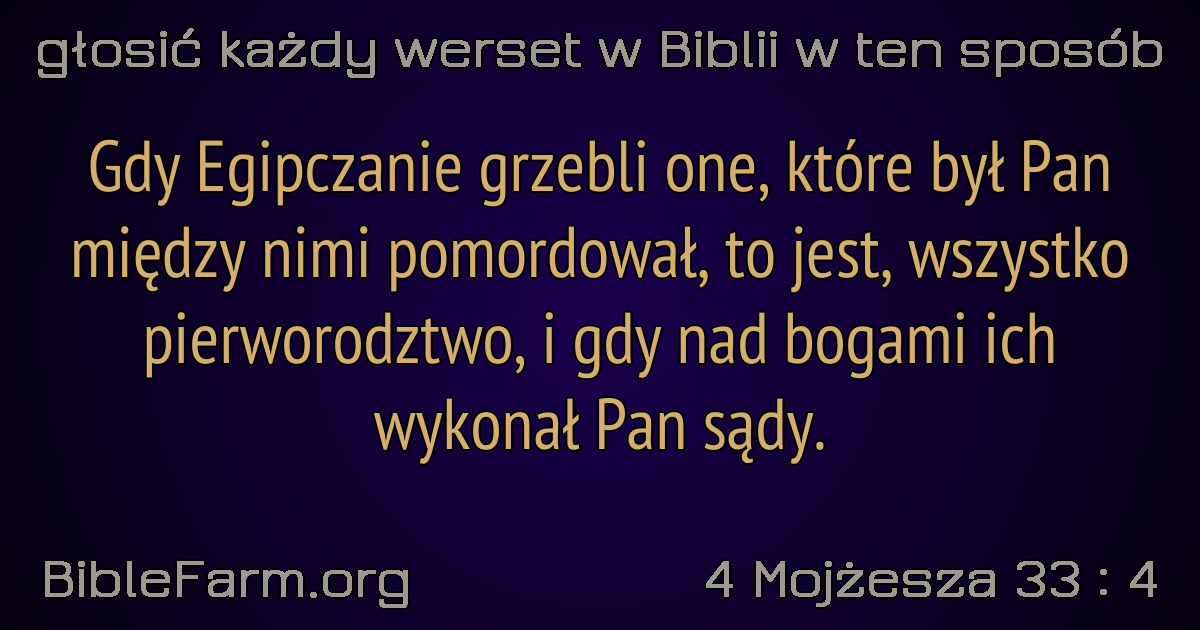 głosić każdy werset w Biblii w ten sposób
Gdy Egipczanie grzebli one, które był Pan
między nimi pomordował, to jest, wszystko
pierworodztwo, i gdy nad bogami ich
wykonał Pan sądy.
BibleFarm.org
4 Mojżesza 33 : 4